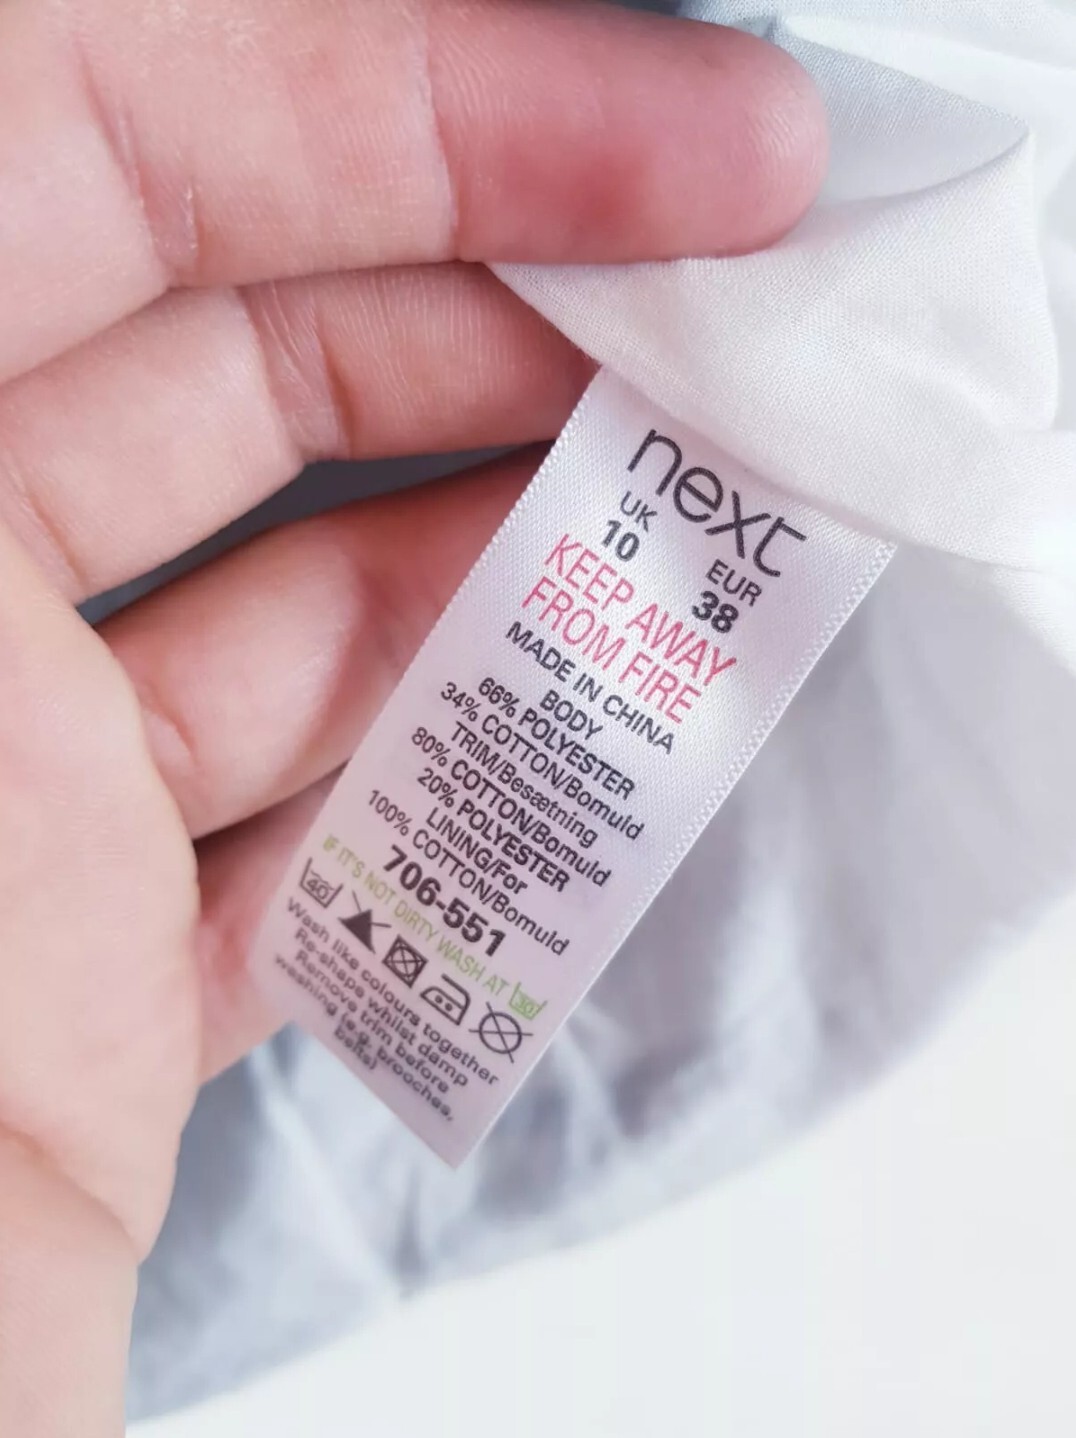 next
UK EUR
10 38
KEEP AWAY
FROM FIRE
MADE IN CHINA
BODY
66% POLYESTER
34% COTTON/Bomuld
TRIM/Besætning
80% COTTON/Bomuld
20% POLYESTER
LINING/For
100% COTTON/Bomuld
706-551
IF IT'S NOT DIRTY WASH AT 30
40
Wash like colours together
Re-shape whilst damp
Remove trim before
washing (e.g. brooches,
belts)